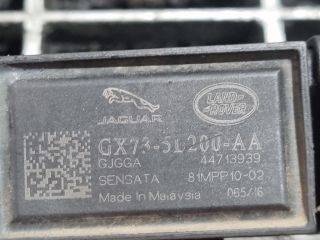 JAGUAR
LAND-
ROVER
GX73-5L200-AA
GJGGA 44713939
SENSATA 81MPP10-02
Made In Malaysia 065/16